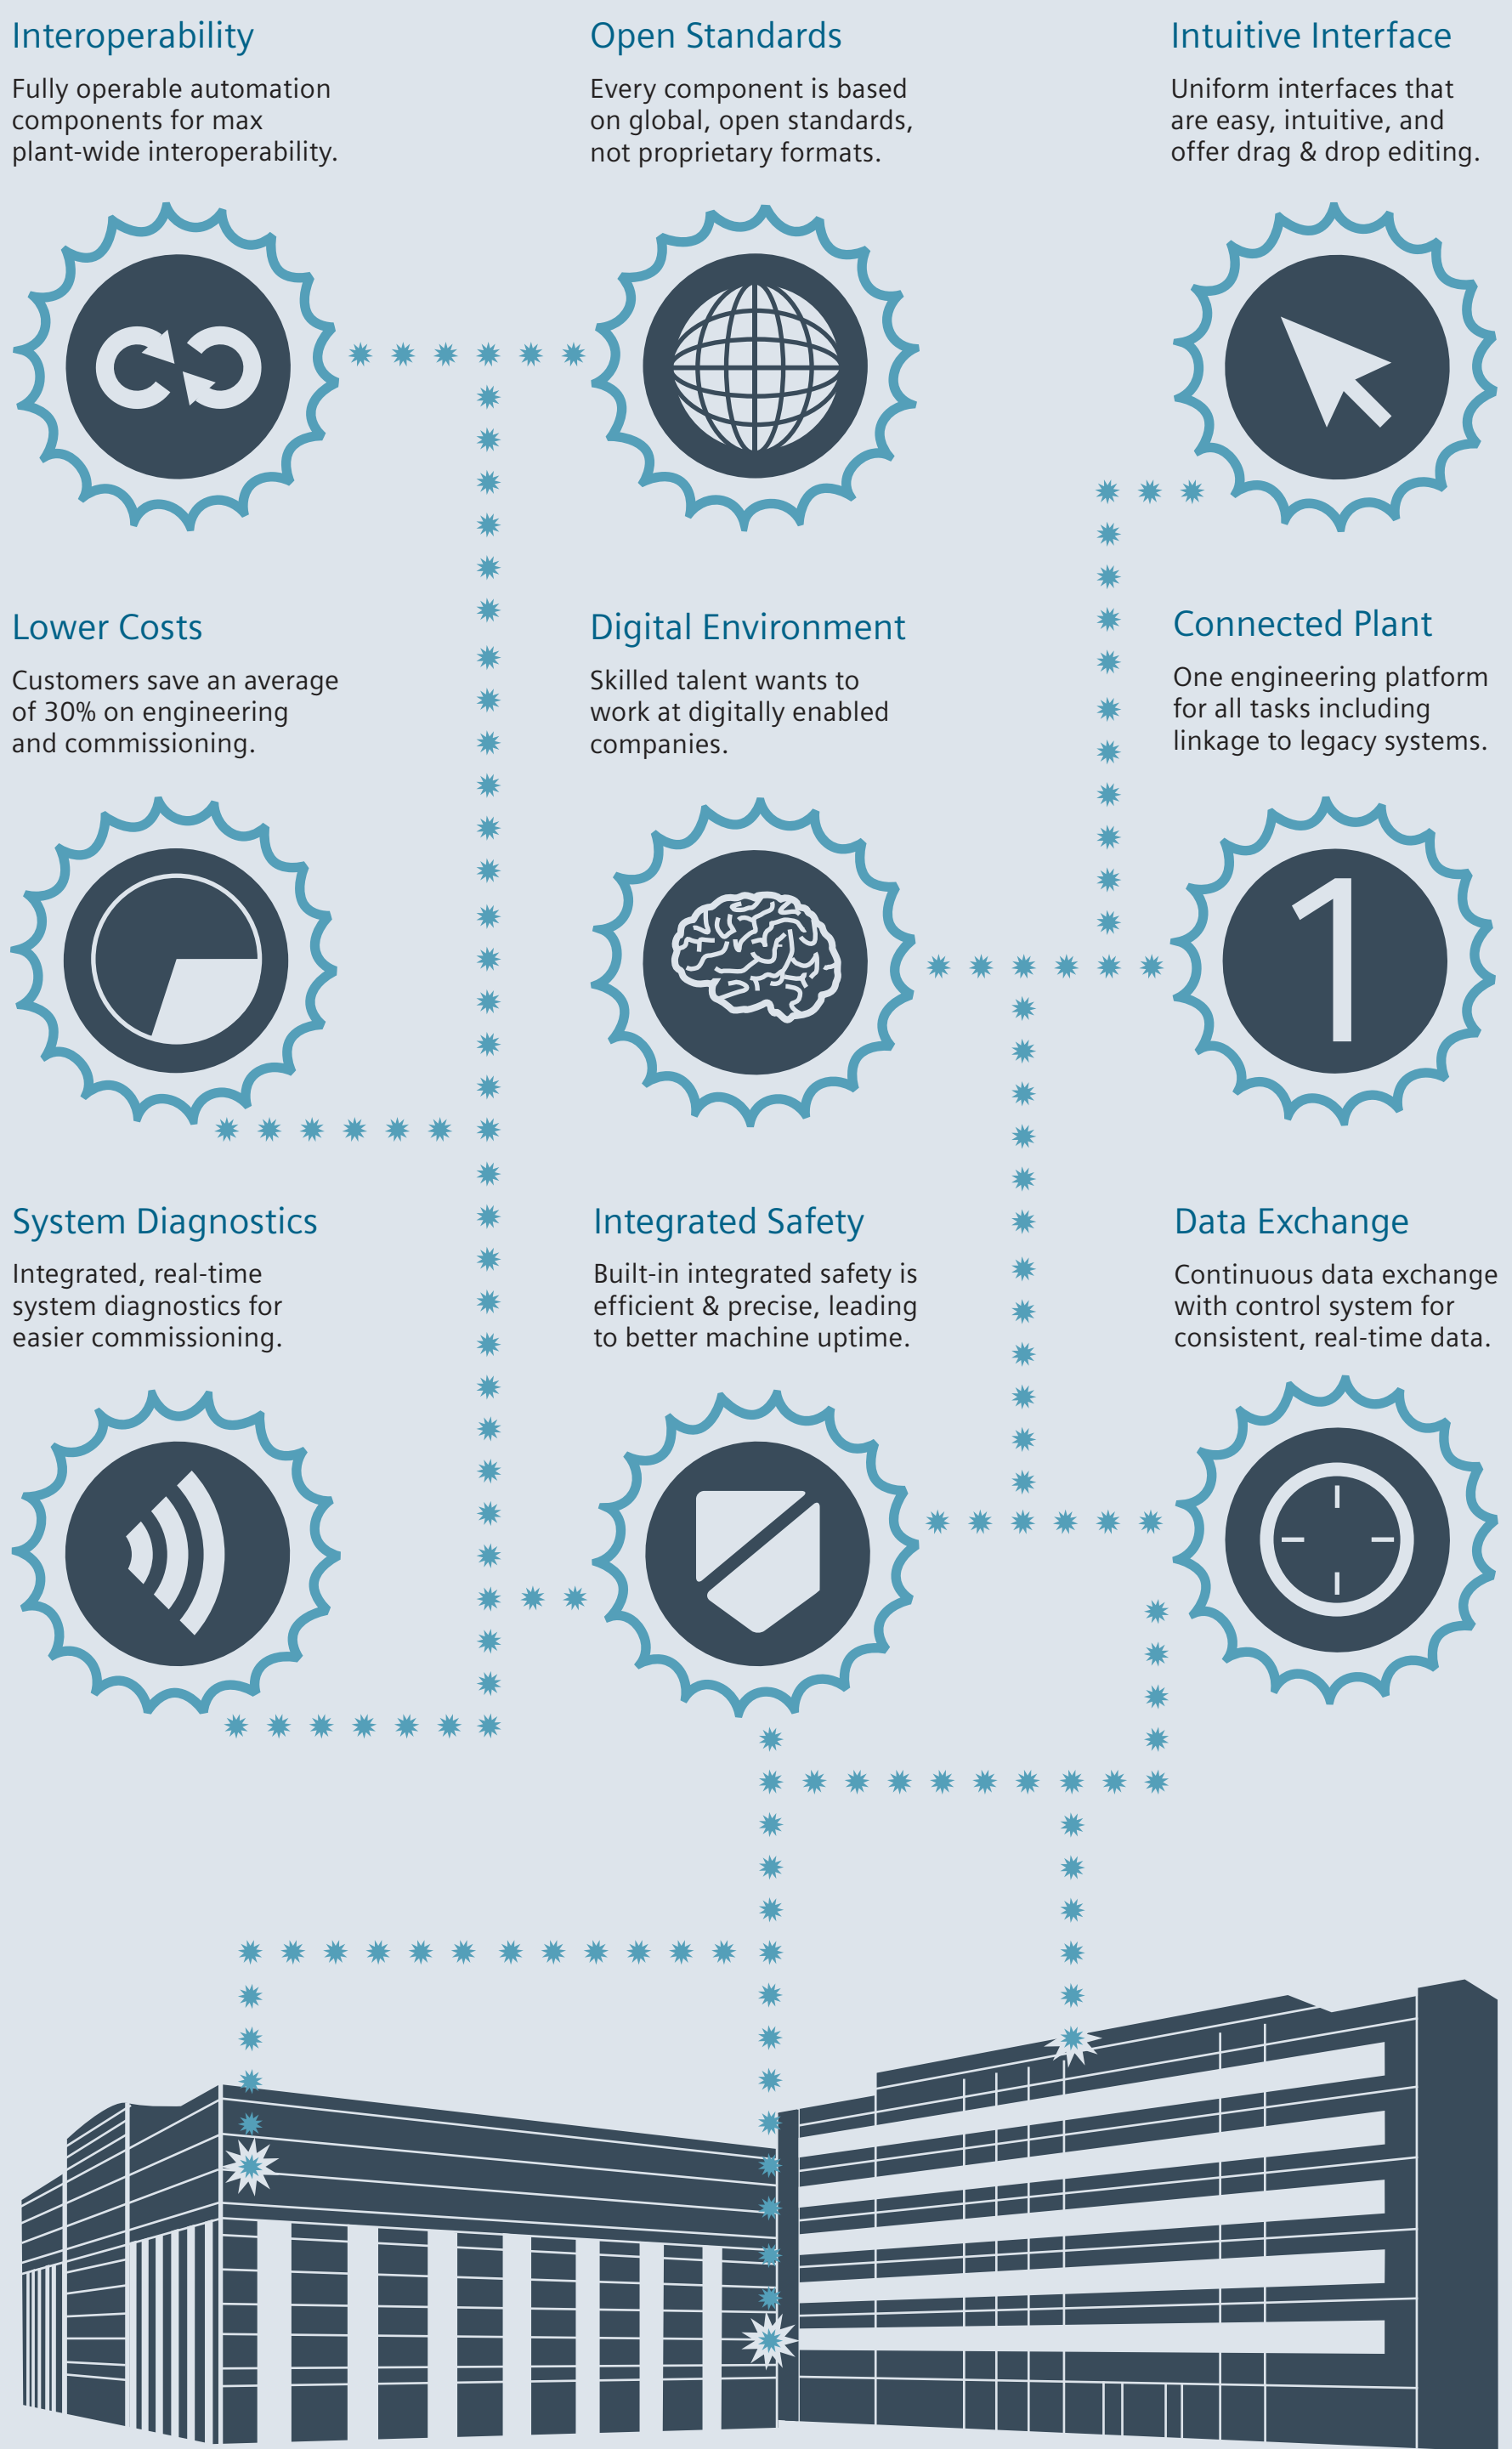 Interoperability
Fully operable automation
components for max
plant-wide interoperability.
Open Standards
Every component is based
on global, open standards,
not proprietary formats.
Intuitive Interface
Uniform interfaces that
are easy, intuitive, and
offer drag & drop editing.
Lower Costs
Customers save an average
of 30% on engineering
and commissioning.
Digital Environment
Skilled talent wants to
work at digitally enabled
companies.
Connected Plant
One engineering platform
for all tasks including
linkage to legacy systems.
1
System Diagnostics
Integrated, real-time
system diagnostics for
easier commissioning.
Integrated Safety
Built-in integrated safety is
efficient & precise, leading
to better machine uptime.
Data Exchange
Continuous data exchange
with control system for
consistent, real-time data.